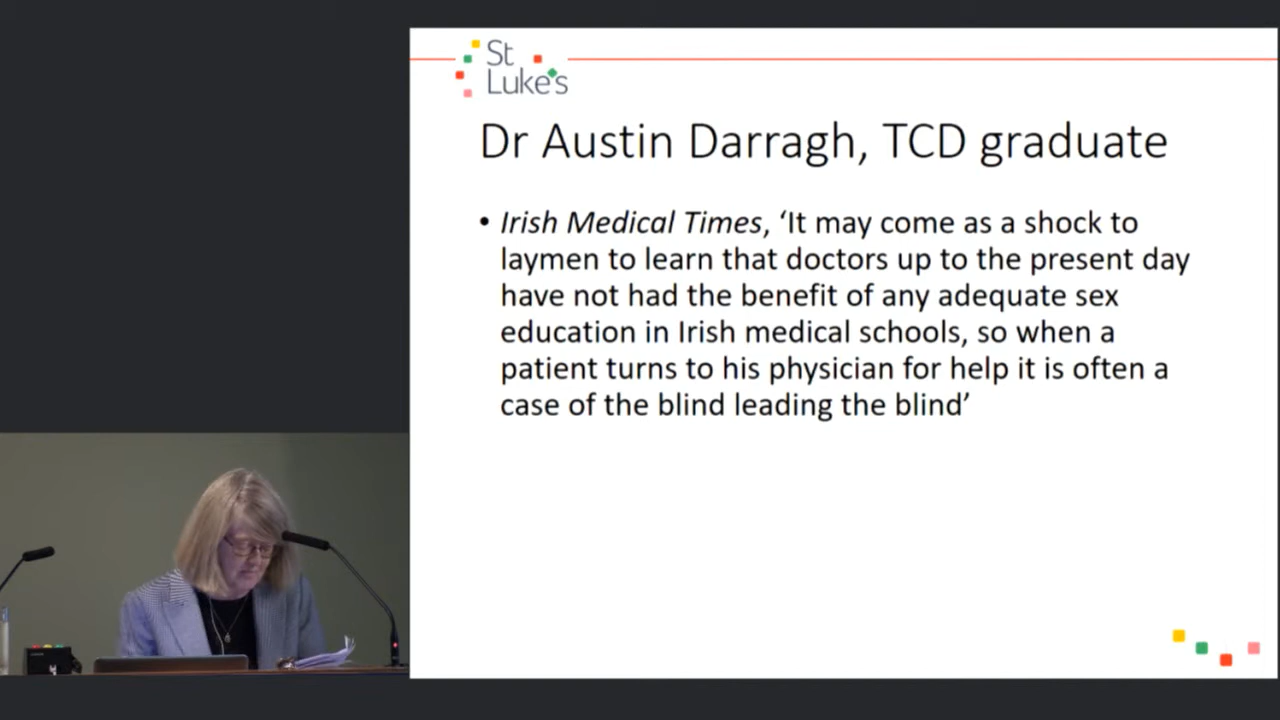 St
Luke's
Dr Austin Darragh, TCD graduate
• Irish Medical Times, ‘It may come as a shock to
laymen to learn that doctors up to the present day
have not had the benefit of any adequate sex
education in Irish medical schools, so when a
patient turns to his physician for help it is often a
case of the blind leading the blind’